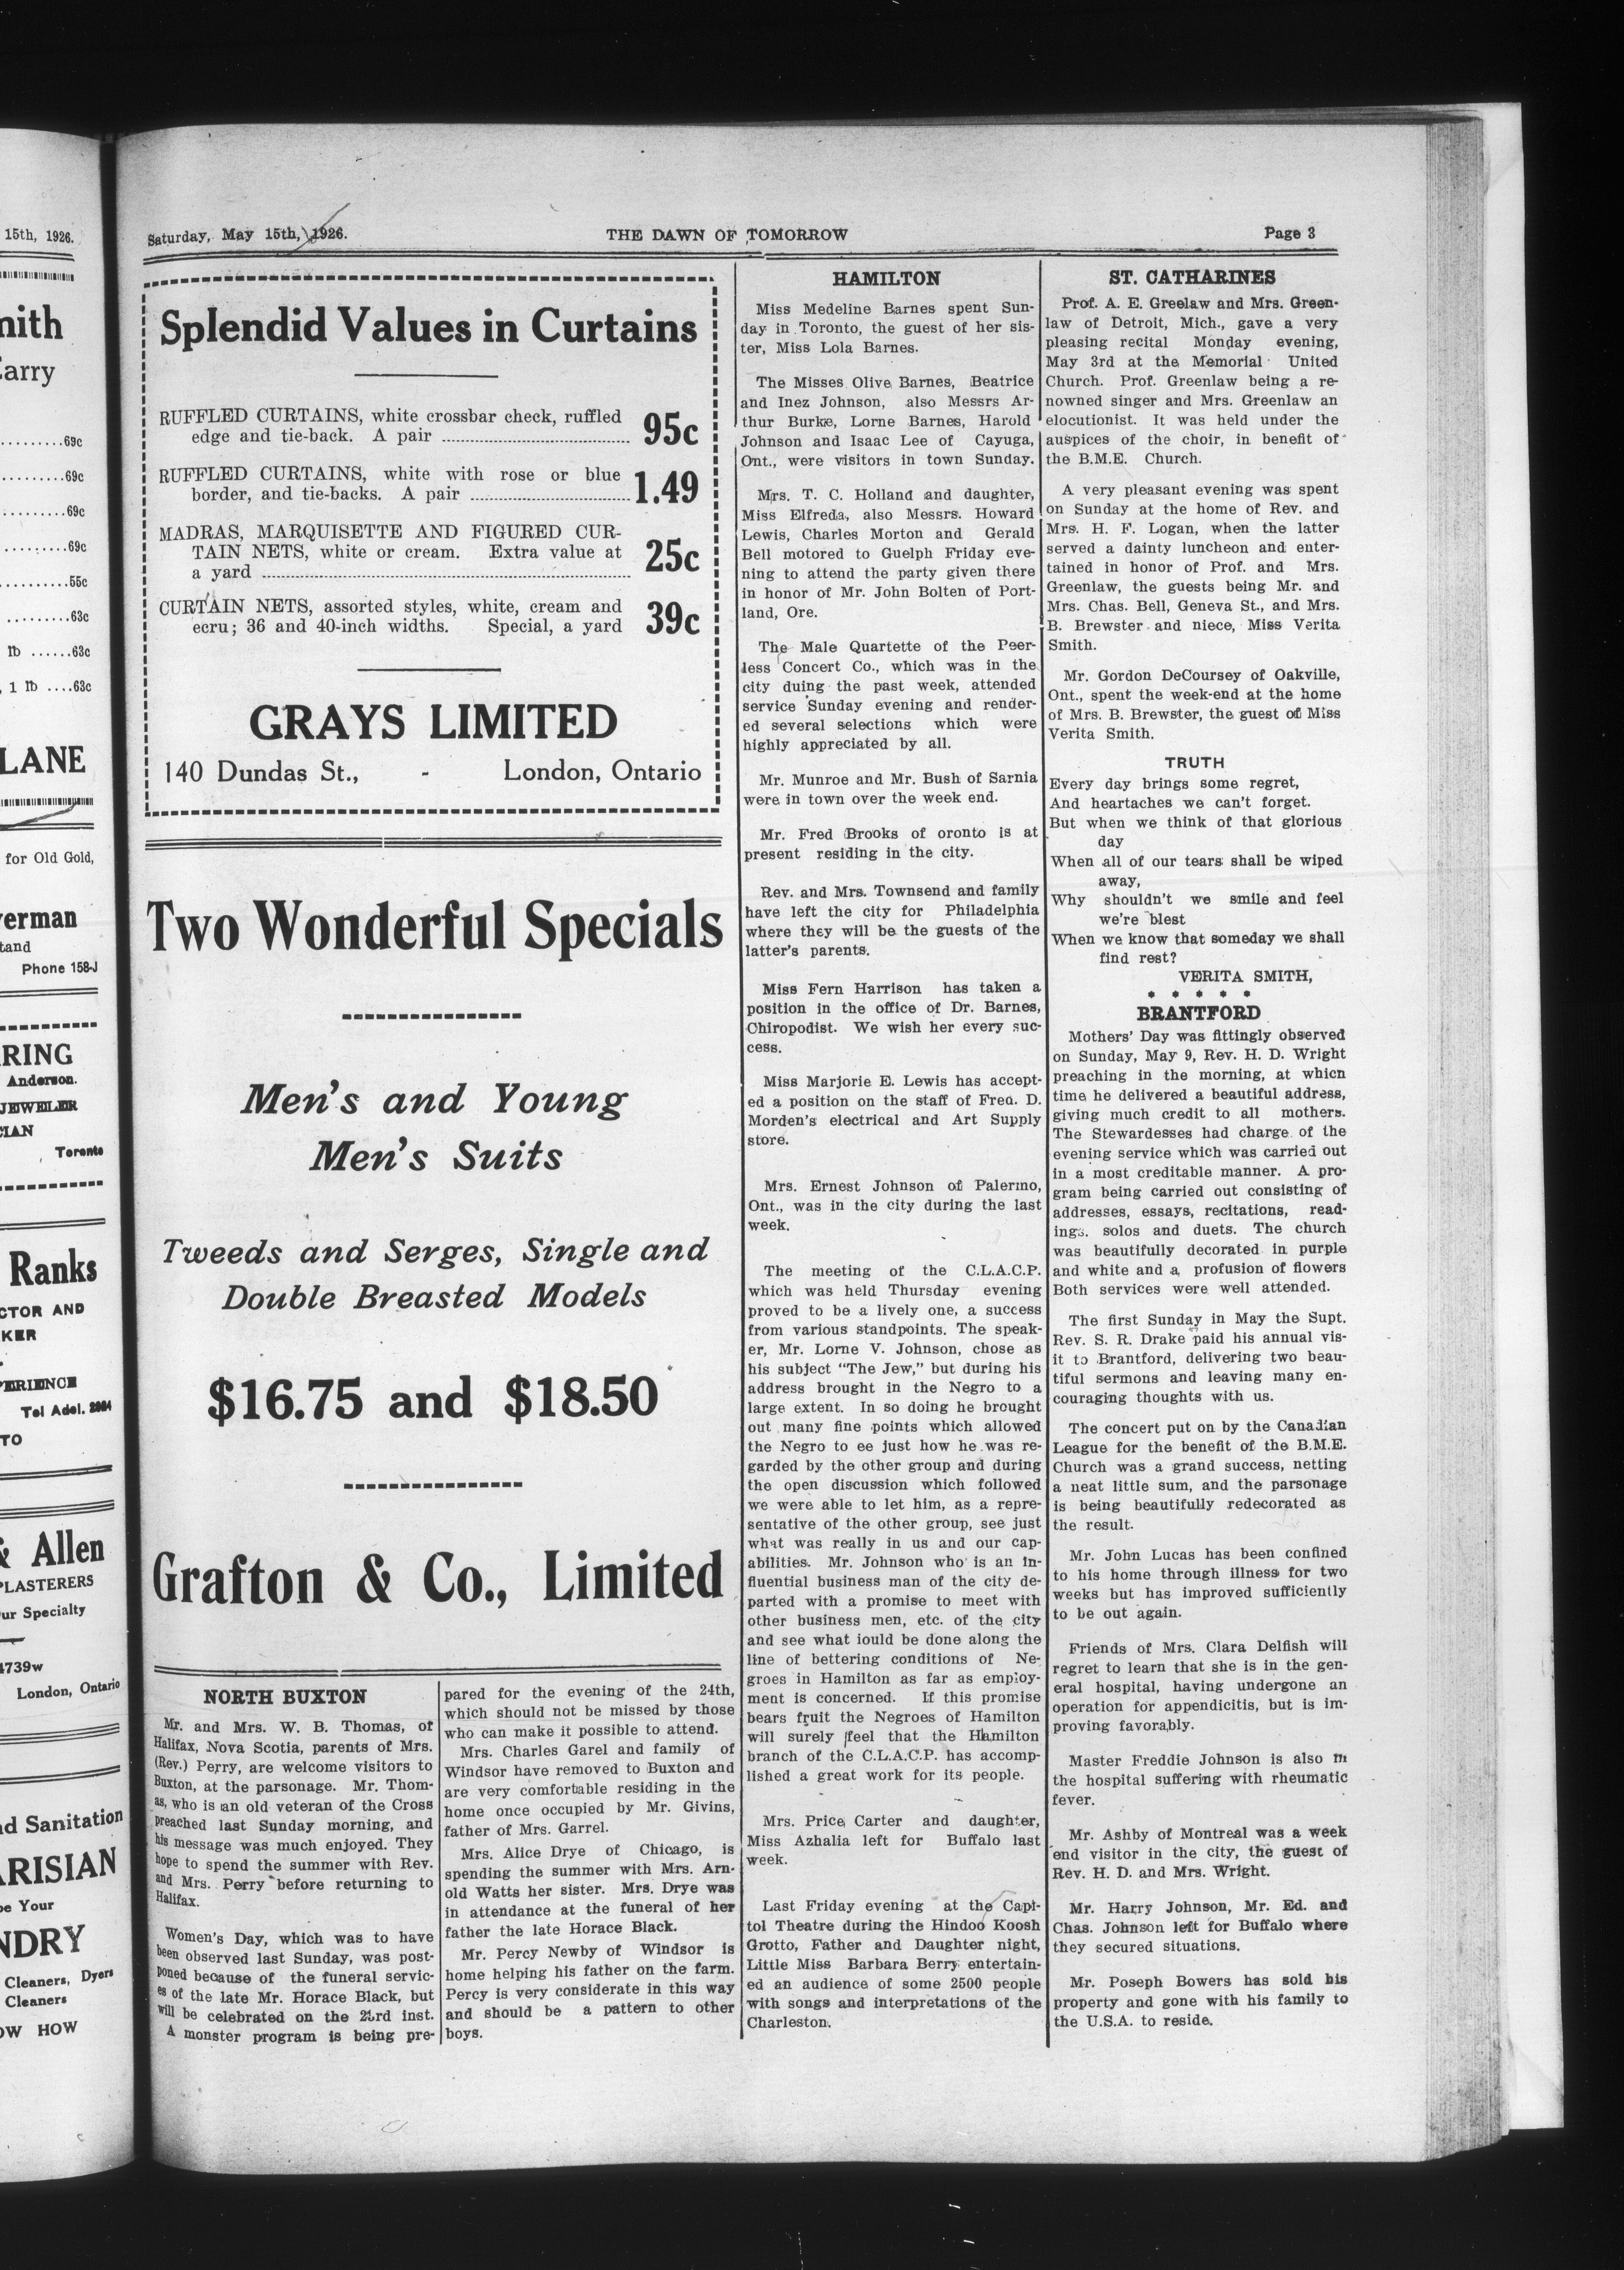 15th, 1926.
nith
Carry
.........69c
.........69c
.........69c
.........69c
.........55c
.........63c
lb ......63c
, 1 lb ....63c
LANE
for Old Gold,
verman
tand
Phone 158-J
RING
Anderson.
JEWELER
CIAN
Toronto
Ranks
CTOR AND
KER
PERIENCE
Tel Adel. 2984
TO
& Allen
PLASTERERS
ur Specialty
4739w
London, Ontario
nd Sanitation
ARISIAN
be Your
NDRY
Cleaners, Dyers
Cleaners
OW HOW
Saturday, May 15th, 1926.
THE DAWN OF TOMORROW
Page 3
Splendid Values in Curtains
RUFFLED CURTAINS, white crossbar check, ruffled
edge and tie-back. A pair .......... 95c
RUFFLED CURTAINS, white with rose or blue
border, and tie-backs. A pair .......... 1.49
MADRAS, MARQUISETTE AND FIGURED CUR-
TAIN NETS, white or cream. Extra value at
a yard .......... 25c
CURTAIN NETS, assorted styles, white, cream and
ecru; 36 and 40-inch widths. Special, a yard 39c
GRAYS LIMITED
140 Dundas St., - London, Ontario
Two Wonderful Specials
Men's and Young
Men's Suits
Tweeds and Serges, Single and
Double Breasted Models
$16.75 and $18.50
Grafton & Co., Limited
NORTH BUXTON
Mr. and Mrs. W. B. Thomas, of
Halifax, Nova Scotia, parents of Mrs.
(Rev.) Perry, are welcome visitors to
Buxton, at the parsonage. Mr. Thom-
as, who is an old veteran of the Cross
preached last Sunday morning, and
his message was much enjoyed. They
hope to spend the summer with Rev.
and Mrs. Perry before returning to
Halifax.
Women's Day, which was to have
been observed last Sunday, was post-
poned because of the funeral servic-
es of the late Mr. Horace Black, but
will be celebrated on the 23rd inst.
A monster program is being pre-
pared for the evening of the 24th,
which should not be missed by those
who can make it possible to attend.
Mrs. Charles Garel and family of
Windsor have removed to Buxton and
are very comfortable residing in the
home once occupied by Mr. Givins,
father of Mrs. Garrel.
Mrs. Alice Drye of Chicago, is
spending the summer with Mrs. Arn-
old Watts her sister. Mrs. Drye was
in attendance at the funeral of her
father the late Horace Black.
Mr. Percy Newby of Windsor is
home helping his father on the farm.
Percy is very considerate in this way
and should be a pattern to other
boys.
HAMILTON
Miss Medeline Barnes spent Sun-
day in Toronto, the guest of her sis-
ter, Miss Lola Barnes.
The Misses Olive Barnes, Beatrice
and Inez Johnson, also Messrs Ar-
thur Burke, Lorne Barnes, Harold
Johnson and Isaac Lee of Cayuga,
Ont., were visitors in town Sunday.
Mrs. T. C. Holland and daughter,
Miss Elfreda, also Messrs. Howard
Lewis, Charles Morton and Gerald
Bell motored to Guelph Friday eve-
ning to attend the party given there
in honor of Mr. John Bolten of Port-
land, Ore.
The Male Quartette of the Peer-
less Concert Co., which was in the
city duing the past week, attended
service Sunday evening and render-
ed several selections which were
highly appreciated by all.
Mr. Munroe and Mr. Bush of Sarnia
were in town over the week end.
Mr. Fred Brooks of oronto is at
present residing in the city.
Rev. and Mrs. Townsend and family
have left the city for Philadelphia
where they will be the guests of the
latter's parents.
Miss Fern Harrison has taken a
position in the office of Dr. Barnes,
Chiropodist. We wish her every suc-
cess.
Miss Marjorie E. Lewis has accept-
ed a position on the staff of Fred. D.
Morden's electrical and Art Supply
store.
Mrs. Ernest Johnson of Palermo,
Ont., was in the city during the last
week.
The meeting of the C.L.A.C.P.
which was held Thursday evening
proved to be a lively one, a success
from various standpoints. The speak-
er, Mr. Lorne V. Johnson, chose as
his subject "The Jew," but during his
address brought in the Negro to a
large extent. In so doing he brought
out many fine points which allowed
the Negro to ee just how he was re-
garded by the other group and during
the open discussion which followed
we were able to let him, as a repre-
sentative of the other group, see just
what was really in us and our cap-
abilities. Mr. Johnson who is an in-
fluential business man of the city de-
parted with a promise to meet with
other business men, etc. of the city
and see what iould be done along the
line of bettering conditions of Ne-
groes in Hamilton as far as employ-
ment is concerned. If this promise
bears fruit the Negroes of Hamilton
will surely feel that the Hamilton
branch of the C.L.A.C.P. has accomp-
lished a great work for its people.
Mrs. Price Carter and daughter,
Miss Azhalia left for Buffalo last
week.
Last Friday evening at the Capi-
tol Theatre during the Hindoo Koosh
Grotto, Father and Daughter night,
Little Miss Barbara Berry entertain-
ed an audience of some 2500 people
with songs and interpretations of the
Charleston.
ST. CATHARINES
Prof. A. E. Greelaw and Mrs. Green-
law of Detroit, Mich., gave a very
pleasing recital Monday evening,
May 3rd at the Memorial United
Church. Prof. Greenlaw being a re-
nowned singer and Mrs. Greenlaw an
elocutionist. It was held under the
auspices of the choir, in benefit of
the B.M.E. Church.
A very pleasant evening was spent
on Sunday at the home of Rev. and
Mrs. H. F. Logan, when the latter
served a dainty luncheon and enter-
tained in honor of Prof. and Mrs.
Greenlaw, the guests being Mr. and
Mrs. Chas. Bell, Geneva St., and Mrs.
B. Brewster and niece, Miss Verita
Smith.
Mr. Gordon DeCoursey of Oakville,
Ont., spent the week-end at the home
of Mrs. B. Brewster, the guest of Miss
Verita Smith.
TRUTH
Every day brings some regret,
And heartaches we can't forget.
But when we think of that glorious
day
When all of our tears shall be wiped
away,
Why shouldn't we smile and feel
we're blest
When we know that someday we shall
find rest?
VERITA SMITH,
* * * * *
BRANTFORD
Mothers' Day was fittingly observed
on Sunday, May 9, Rev. H. D. Wright
preaching in the morning, at which
time he delivered a beautiful address,
giving much credit to all mothers.
The Stewardesses had charge of the
evening service which was carried out
in a most creditable manner. A pro-
gram being carried out consisting of
addresses, essays, recitations, read-
ings. solos and duets. The church
was beautifully decorated in purple
and white and a profusion of flowers
Both services were well attended.
The first Sunday in May the Supt.
Rev. S. R. Drake paid his annual vis-
it to Brantford, delivering two beau-
tiful sermons and leaving many en-
couraging thoughts with us.
The concert put on by the Canadian
League for the benefit of the B.M.E.
Church was a grand success, netting
a neat little sum, and the parsonage
is being beautifully redecorated as
the result.
Mr. John Lucas has been confined
to his home through illness for two
weeks but has improved sufficiently
to be out again.
Friends of Mrs. Clara Delfish will
regret to learn that she is in the gen-
eral hospital, having undergone an
operation for appendicitis, but is im-
proving favorably.
Master Freddie Johnson is also in
the hospital suffering with rheumatic
fever.
Mr. Ashby of Montreal was a week
end visitor in the city, the guest of
Rev. H. D. and Mrs. Wright.
Mr. Harry Johnson, Mr. Ed. and
Chas. Johnson left for Buffalo where
they secured situations.
Mr. Poseph Bowers has sold his
property and gone with his family to
the U.S.A. to reside.